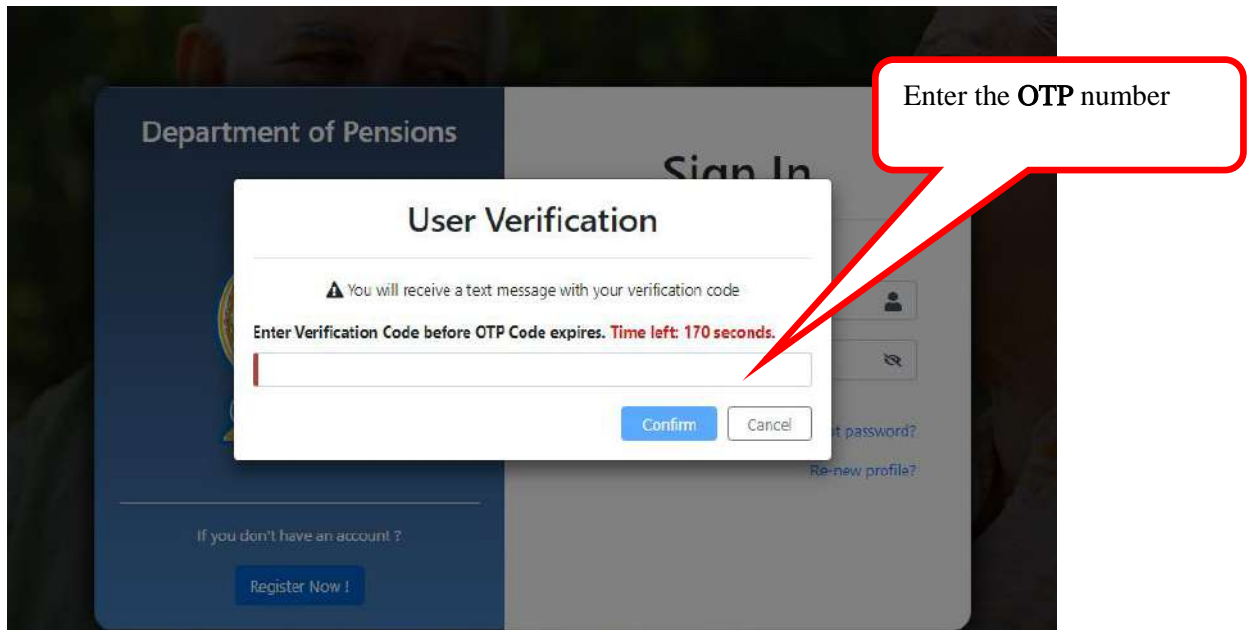 Enter the OTP number
Department of Pensions
Sign In
User Verification
You will receive a text message with your verification code
Enter Verification Code before OTP Code expires. Time left: 170 seconds.
Confirm
Cancel
password?
Re-new profile?
If you don't have an account ?
Register Now !